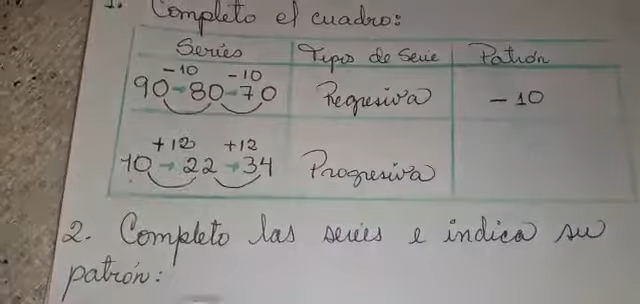 1. Completo el cuadro:
Series Tipos de Serie Patrón
-10 -10
90-80-70 Regresiva -10
+12 +12
10-22-34 Progresiva
2. Completo las series e indica su
patrón: